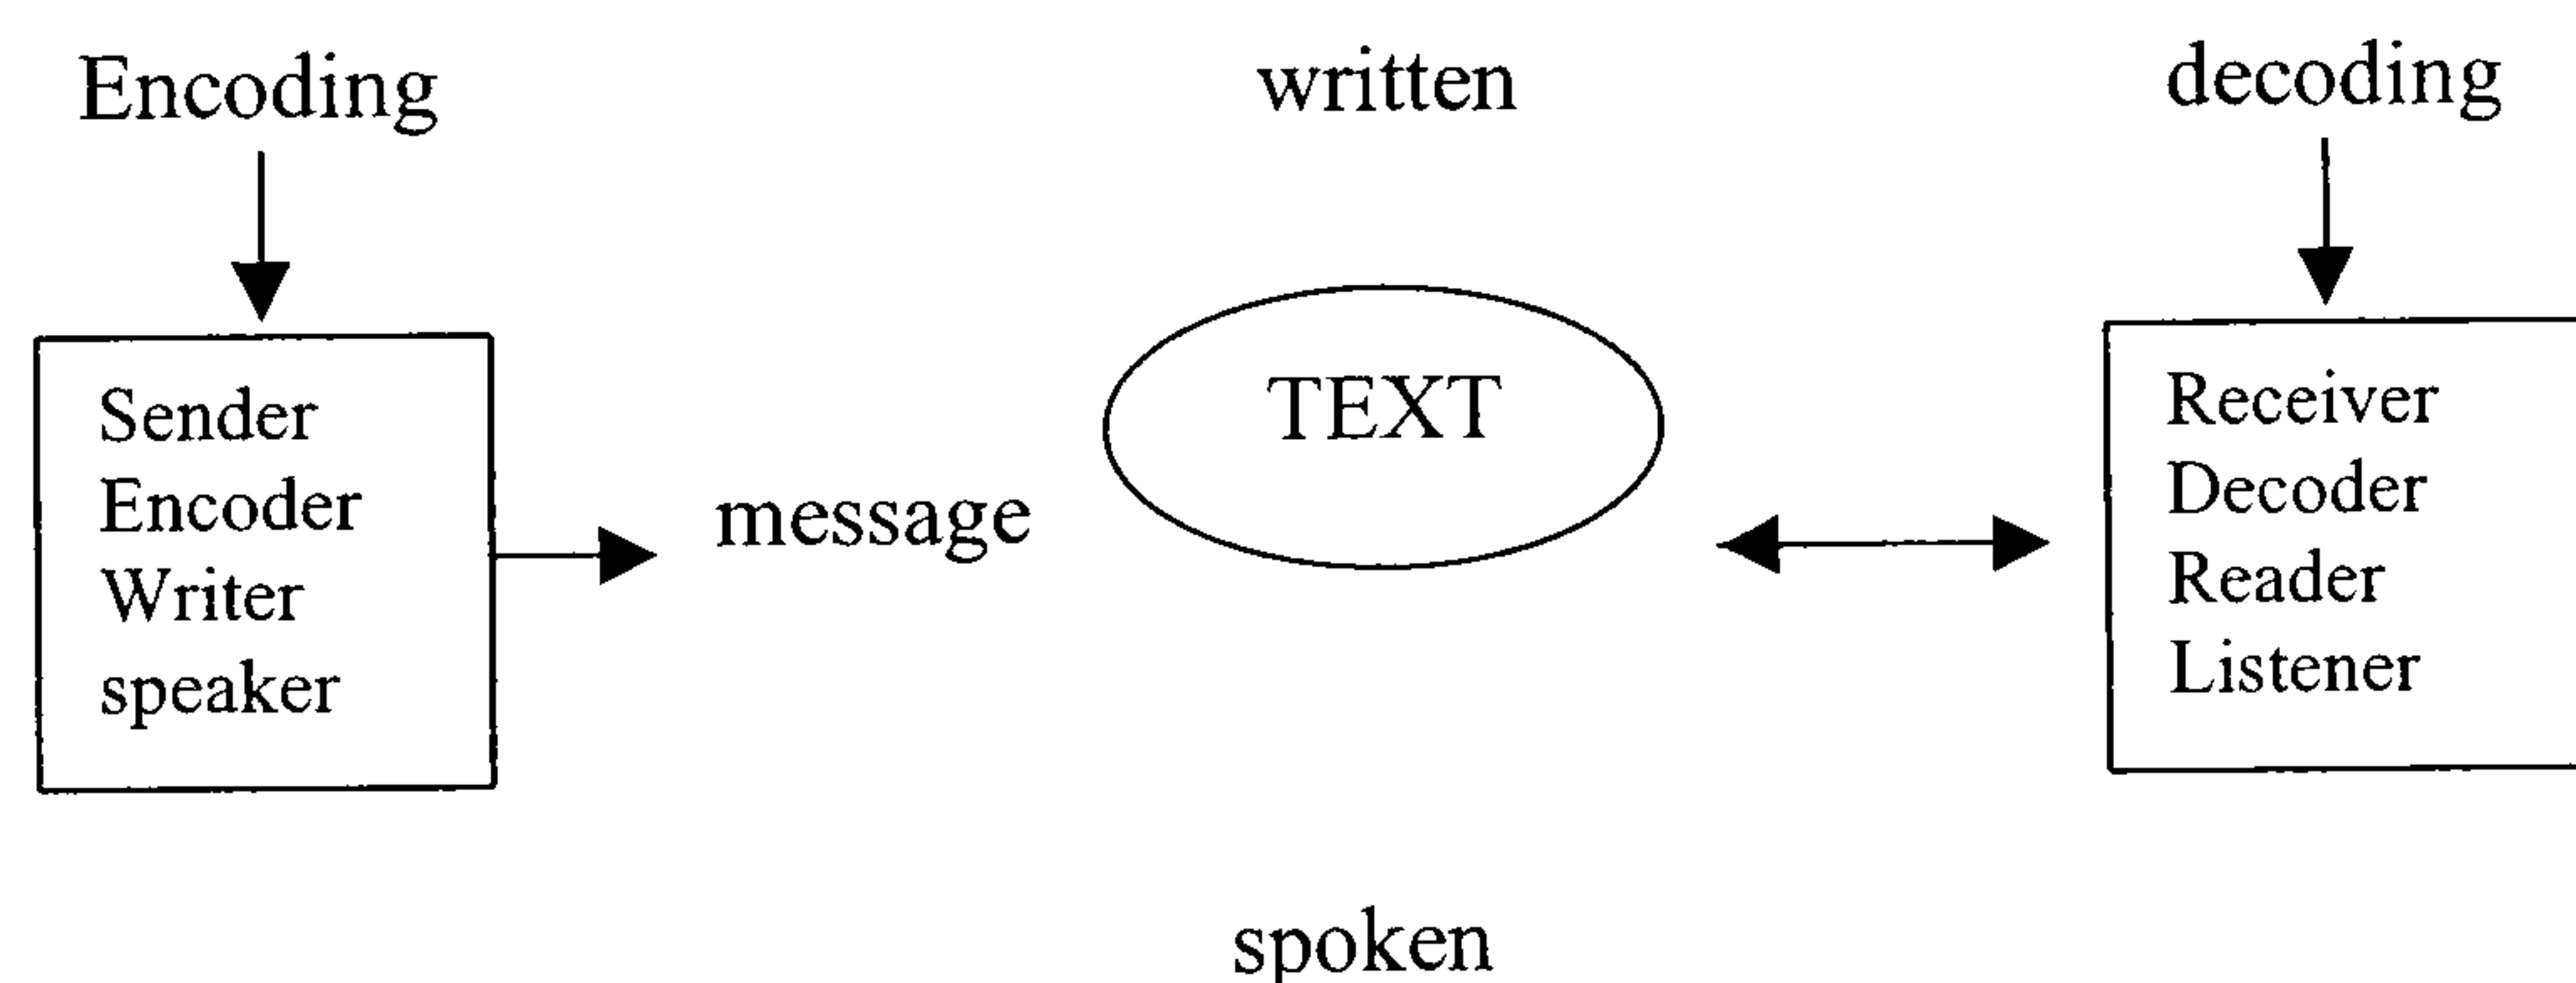 Encoding
written
decoding
Sender
Encoder
Writer
speaker
message
TEXT
Receiver
Decoder
Reader
Listener
spoken